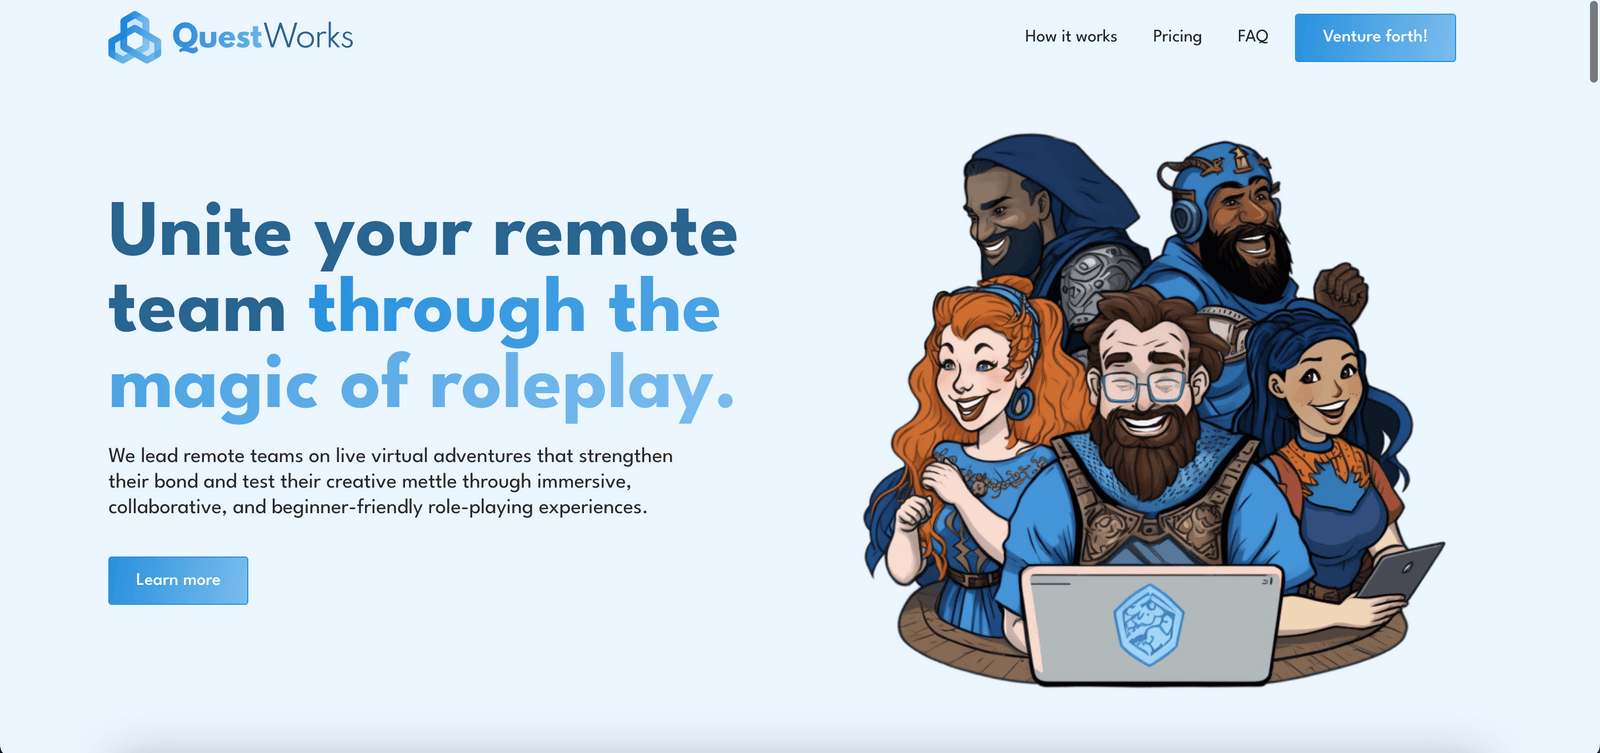 QuestWorks
How it works
Pricing
FAQ
Venture forth!
Unite your remote
team through the
magic of roleplay.
We lead remote teams on live virtual adventures that strengthen
their bond and test their creative mettle through immersive,
collaborative, and beginner-friendly role-playing experiences.
Learn more